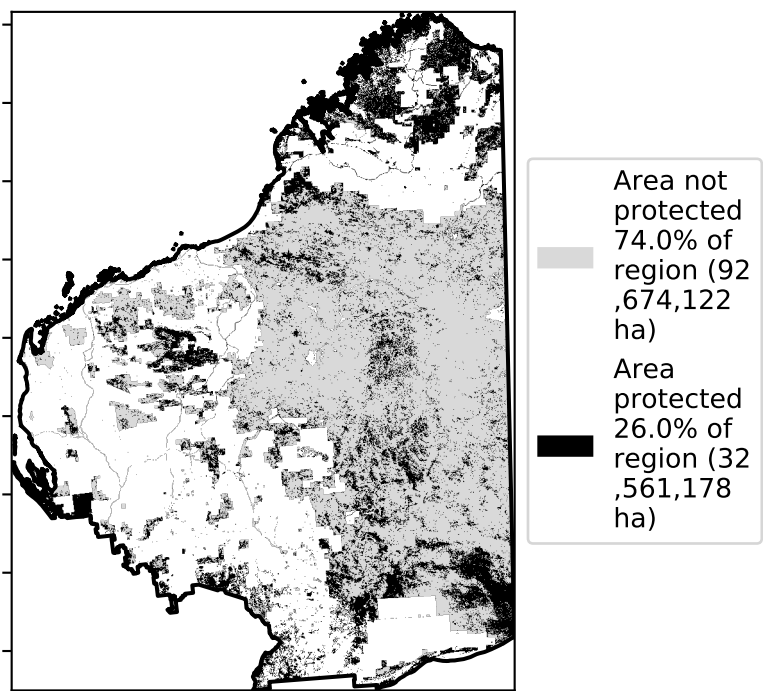 Area not
protected
74.0% of
region (92
,674,122
ha)
Area
protected
26.0% of
region (32
,561,178
ha)